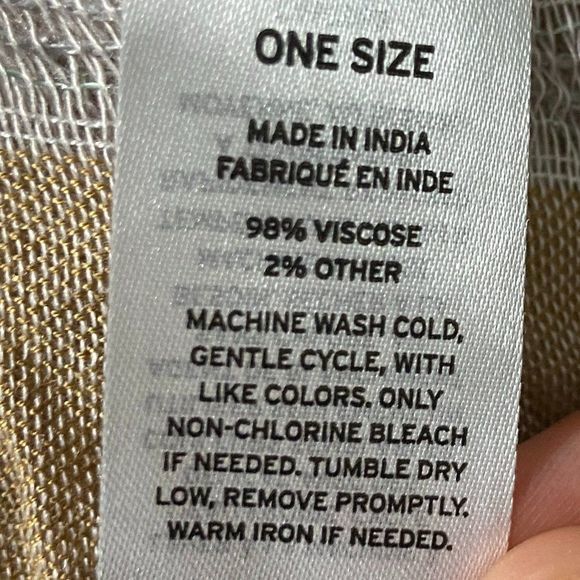 ONE SIZE
MADE IN INDIA
FABRIQUÉ EN INDE
98% VISCOSE
2% OTHER
MACHINE WASH COLD,
GENTLE CYCLE, WITH
LIKE COLORS. ONLY
NON-CHLORINE BLEACH
IF NEEDED. TUMBLE DRY
LOW, REMOVE PROMPTLY.
WARM IRON IF NEEDED.